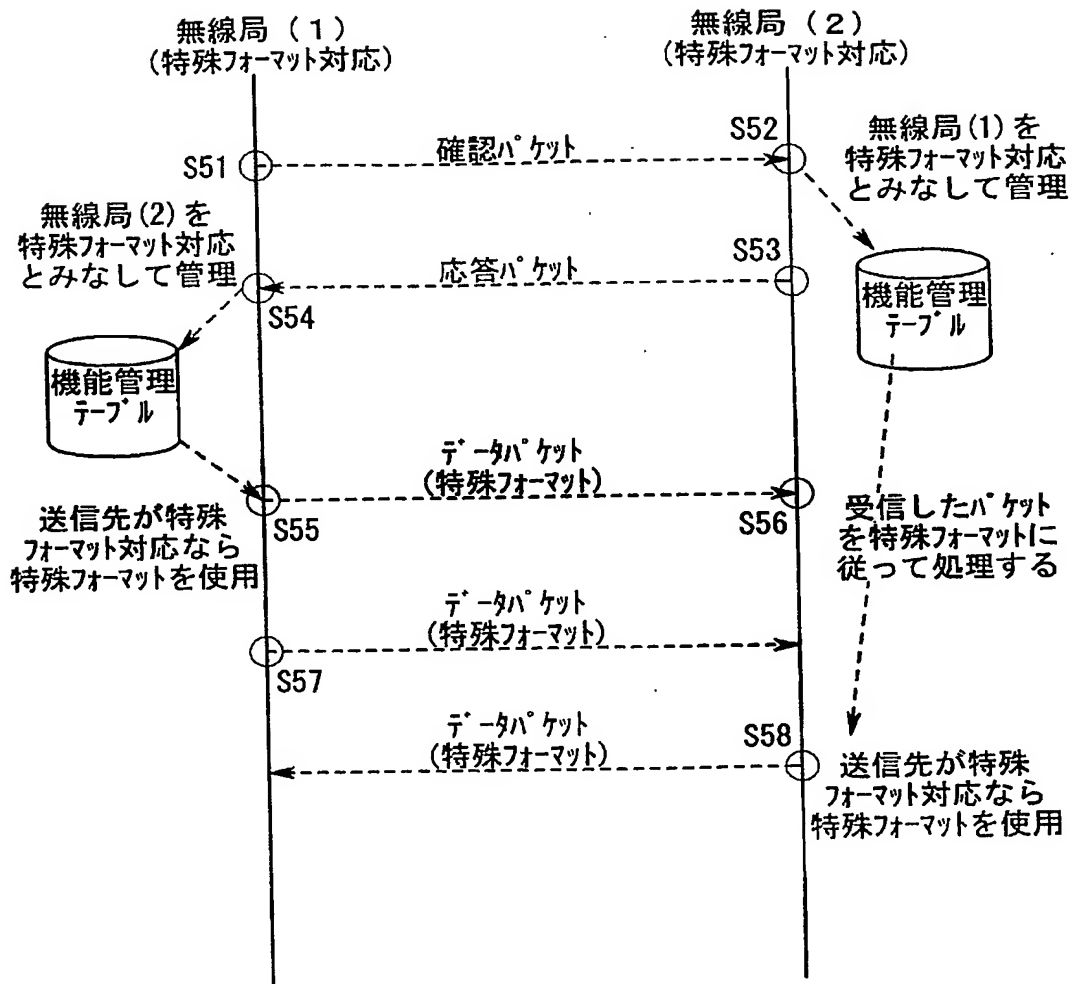 無線局（1）
（特殊フォーマット対応）
無線局（2）
（特殊フォーマット対応）
S51
確認パケット
S52
無線局(1)を
特殊フォーマット対応
とみなして管理
無線局(2)を
特殊フォーマット対応
とみなして管理
応答パケット
S53
S54
機能管理
テーブル
機能管理
テーブル
データパケット
(特殊フォーマット)
S55
S56
送信先が特殊
フォーマット対応なら
特殊フォーマットを使用
受信したパケット
を特殊フォーマットに
従って処理する
データパケット
(特殊フォーマット)
S57
データパケット
(特殊フォーマット)
S58
送信先が特殊
フォーマット対応なら
特殊フォーマットを使用